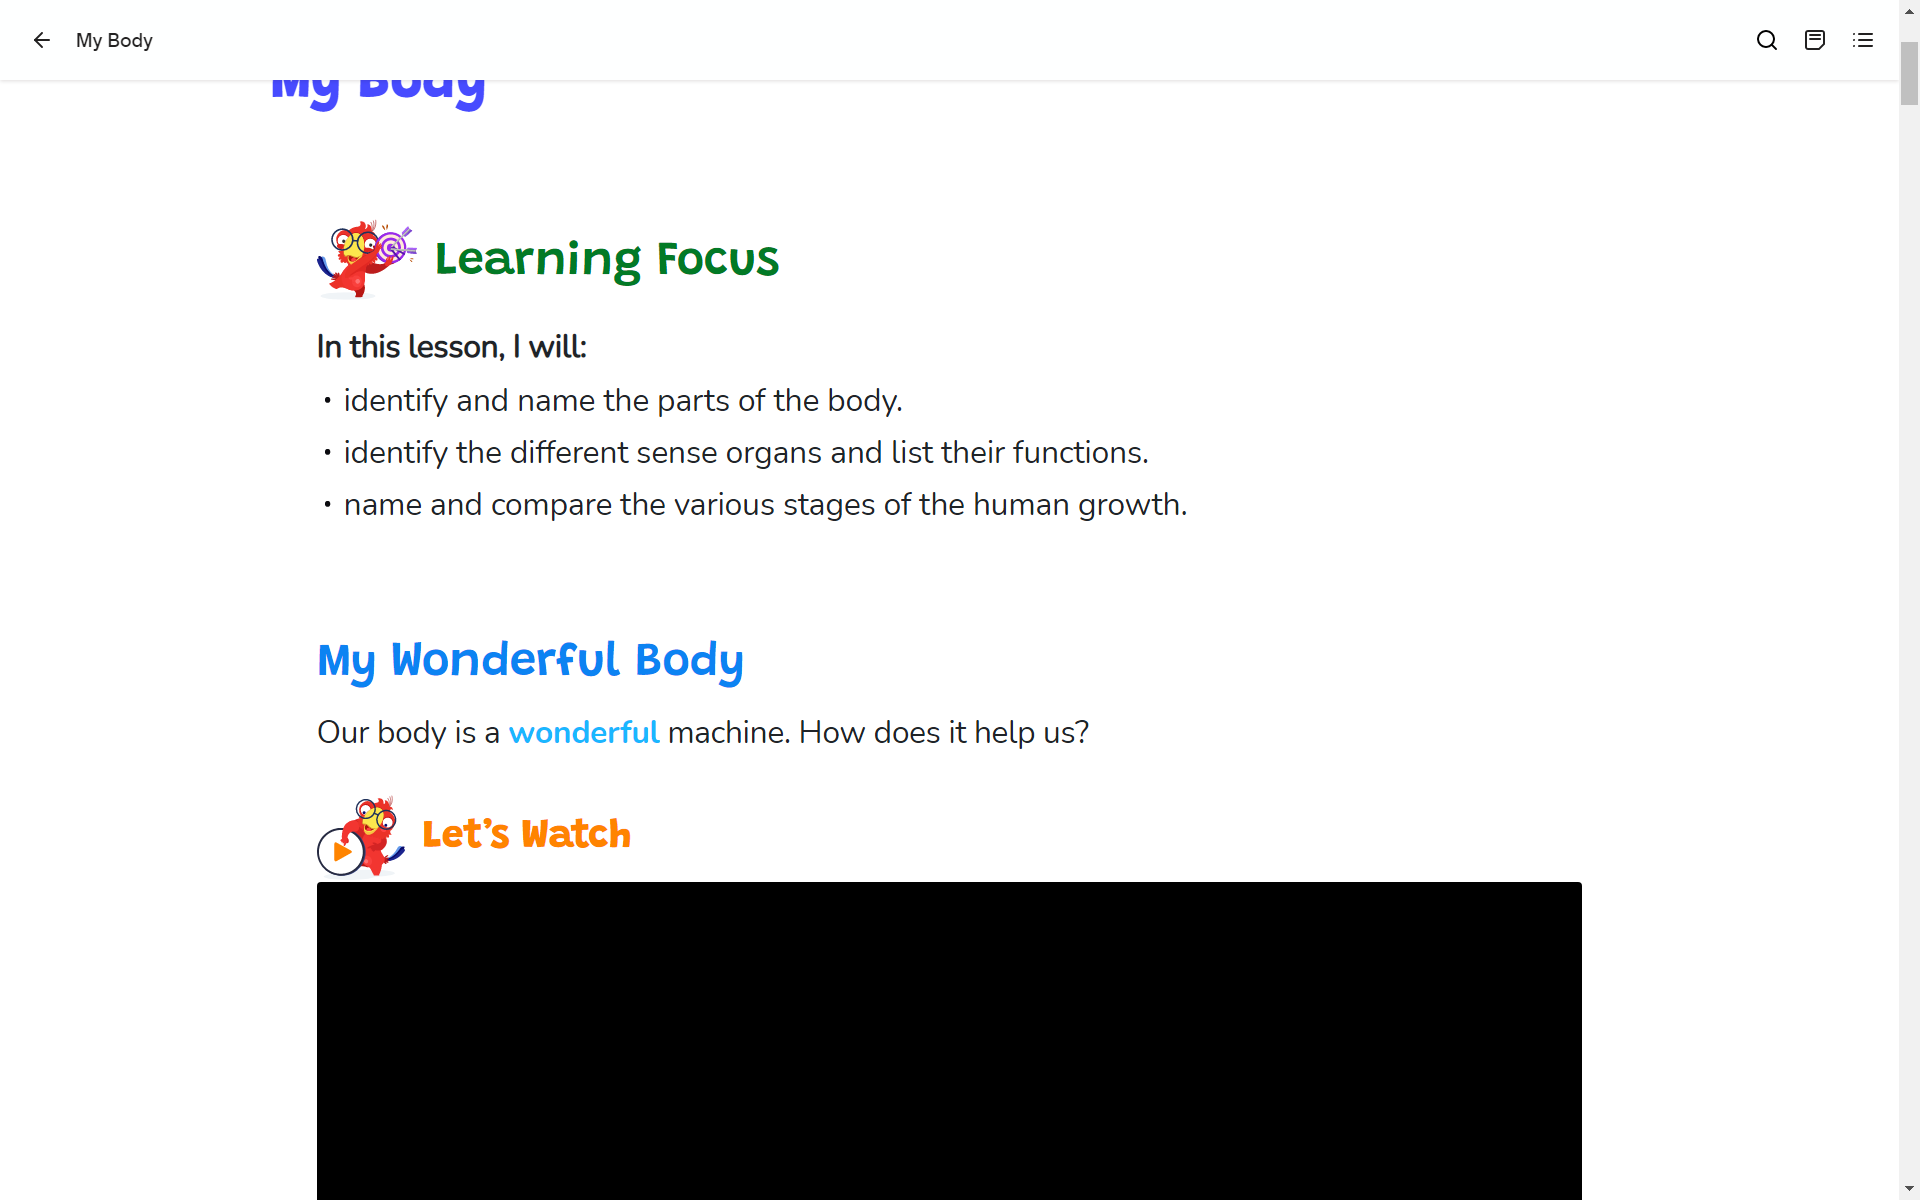 My Body
My Body
Learning Focus
In this lesson, I will:
• identify and name the parts of the body.
• identify the different sense organs and list their functions.
• name and compare the various stages of the human growth.
My Wonderful Body
Our body is a wonderful machine. How does it help us?
Let’s Watch